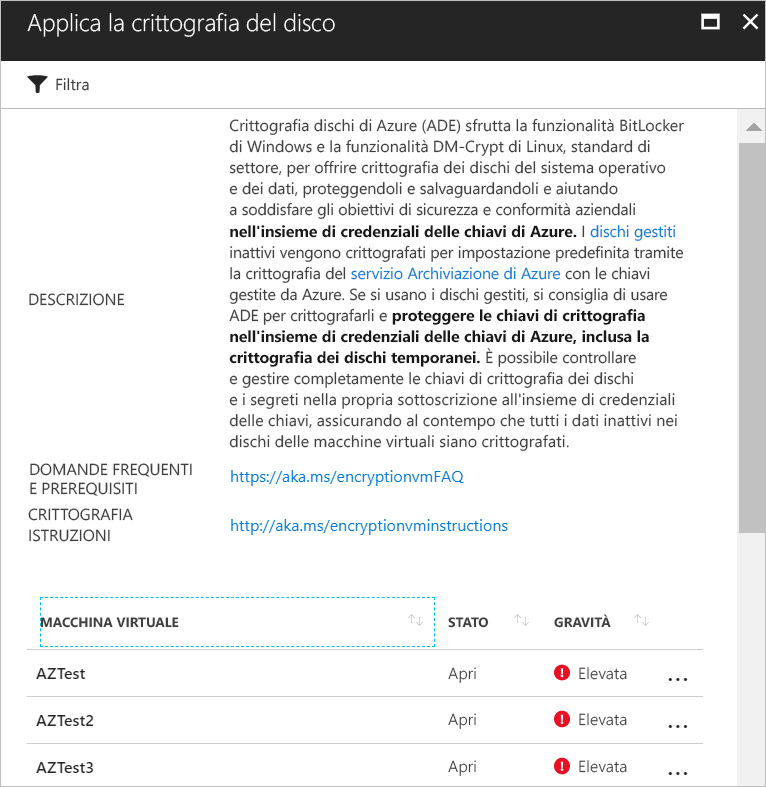 Applica la crittografia del disco
Filtra
Crittografia dischi di Azure (ADE) sfrutta la funzionalità BitLocker
di Windows e la funzionalità DM-Crypt di Linux, standard di
settore, per offrire crittografia dei dischi del sistema operativo
e dei dati, proteggendoli e salvaguardandoli e aiutando
a soddisfare gli obiettivi di sicurezza e conformità aziendali
nell'insieme di credenziali delle chiavi di Azure. I dischi gestiti
inattivi vengono crittografati per impostazione predefinita tramite
la crittografia del servizio Archiviazione di Azure con le chiavi
DESCRIZIONE
gestite da Azure. Se si usano i dischi gestiti, si consiglia di usare
ADE per crittografarli e proteggere le chiavi di crittografia
nell'insieme di credenziali delle chiavi di Azure, inclusa la
crittografia dei dischi temporanei. È possibile controllare
e gestire completamente le chiavi di crittografia dei dischi
e i segreti nella propria sottoscrizione all'insieme di credenziali
delle chiavi, assicurando al contempo che tutti i dati inattivi nei
dischi delle macchine virtuali siano crittografati.
DOMANDE FREQUENTI
E PREREQUISITI
https://aka.ms/encryptionvmFAQ
CRITTOGRAFIA
ISTRUZIONI
http://aka.ms/encryptionvminstructions
MACCHINA VIRTUALE STATO GRAVITÀ
AZTest Apri Elevata ...
AZTest2 Apri Elevata ...
AZTest3 Apri Elevata ...